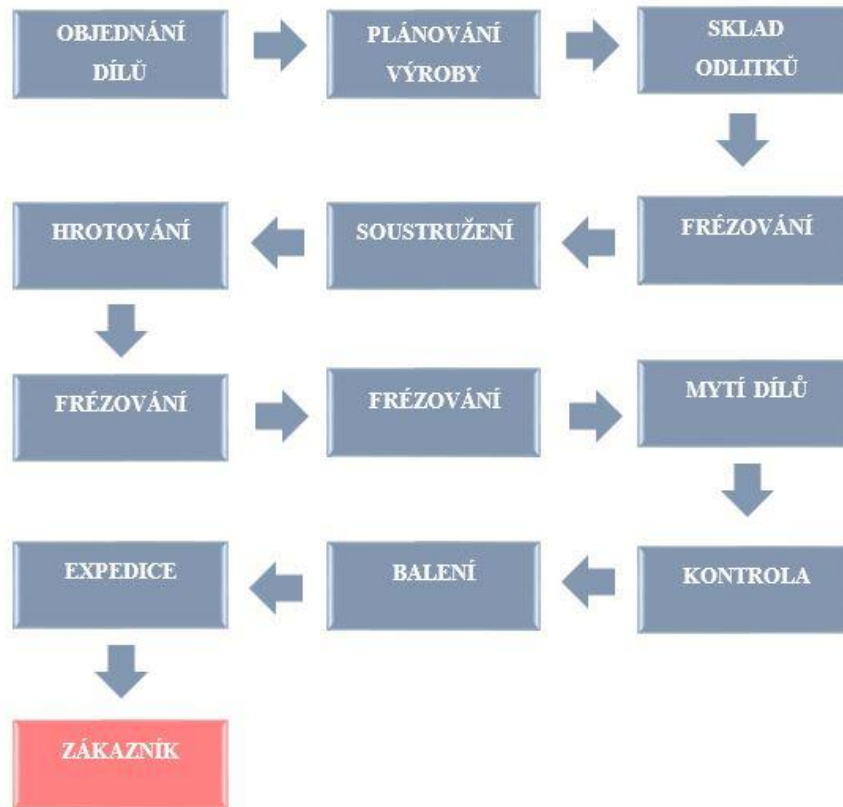 OBJEDNÁNÍ
DÍLŮ
PLÁNOVÁNÍ
VÝROBY
SKLAD
ODLITKŮ
FRÉZOVÁNÍ
SOUSTRUŽENÍ
HROTOVÁNÍ
FRÉZOVÁNÍ
FRÉZOVÁNÍ
MYTÍ DÍLŮ
KONTROLA
BALENÍ
EXPEDICE
ZÁKAZNÍK